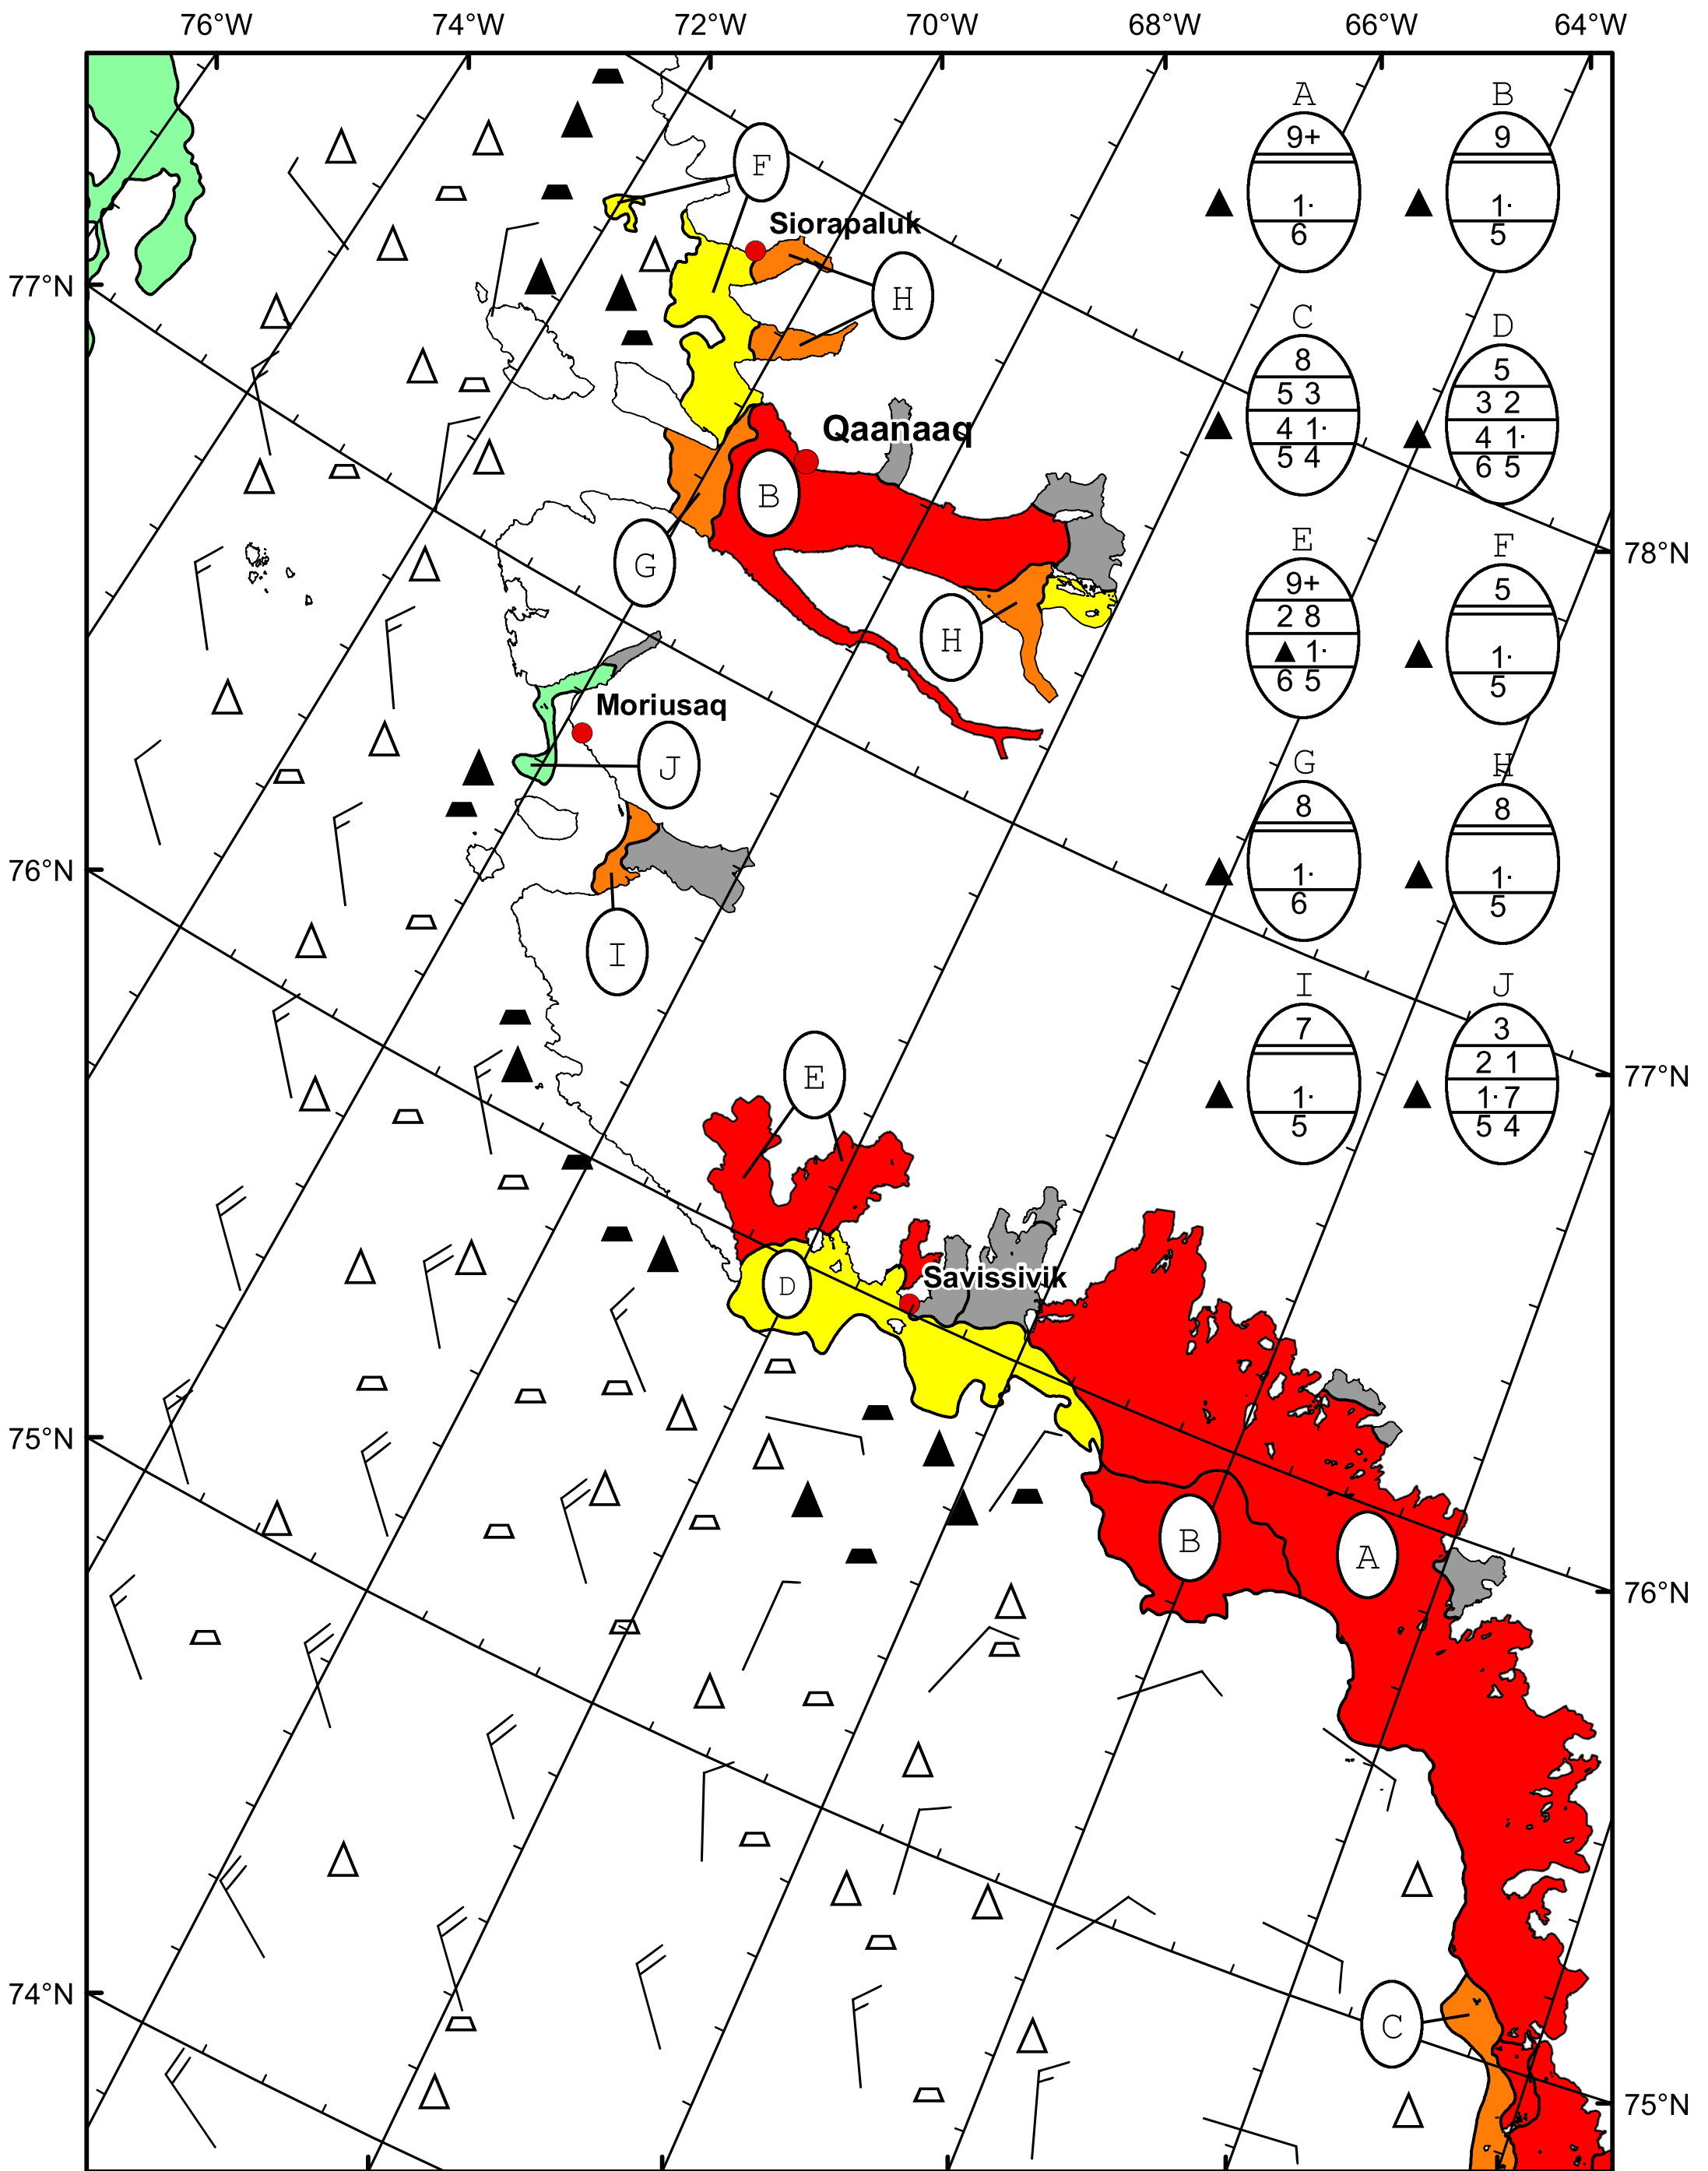 76°W 74°W 72°W 70°W 68°W 66°W 64°W
A B
9+ 9
1· 1·
6 5
F
Siorapaluk
77°N
H
C D
8 5
5 3 3 2
4 1· 4 1·
5 4 6 5
Qaanaaq
B
G
E F
9+ 5
2 8
1· 1·
6 5 5
78°N
H
Moriusaq
J
G H
8 8
1· 1·
6 5
76°N
I
I J
7 3
2 1
1· 1· 7
5 5 4
77°N
E
D
Savissivik
75°N
B
A
76°N
74°N
C
75°N